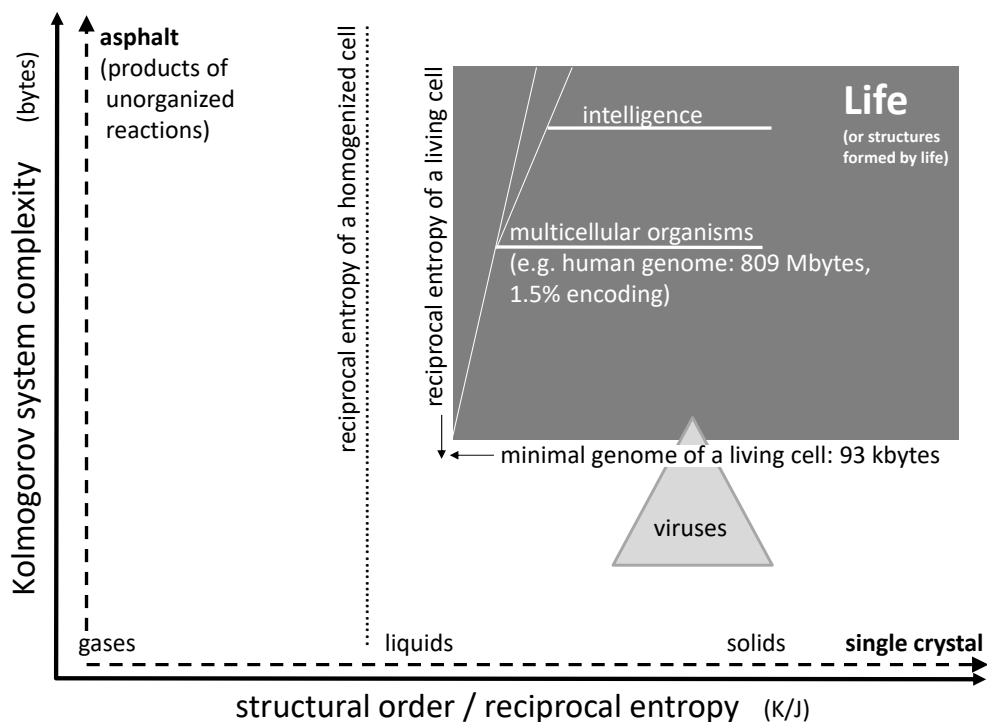 Kolmogorov system complexity (bytes)
asphalt
(products of
unorganized
reactions)
reciprocal entropy of a homogenized cell
reciprocal entropy of a living cell
Life
(or structures
formed by life)
intelligence
multicellular organisms
(e.g. human genome: 809 Mbytes,
1.5% encoding)
minimal genome of a living cell: 93 kbytes
viruses
gases
liquids
solids
single crystal
structural order / reciprocal entropy (K/J)